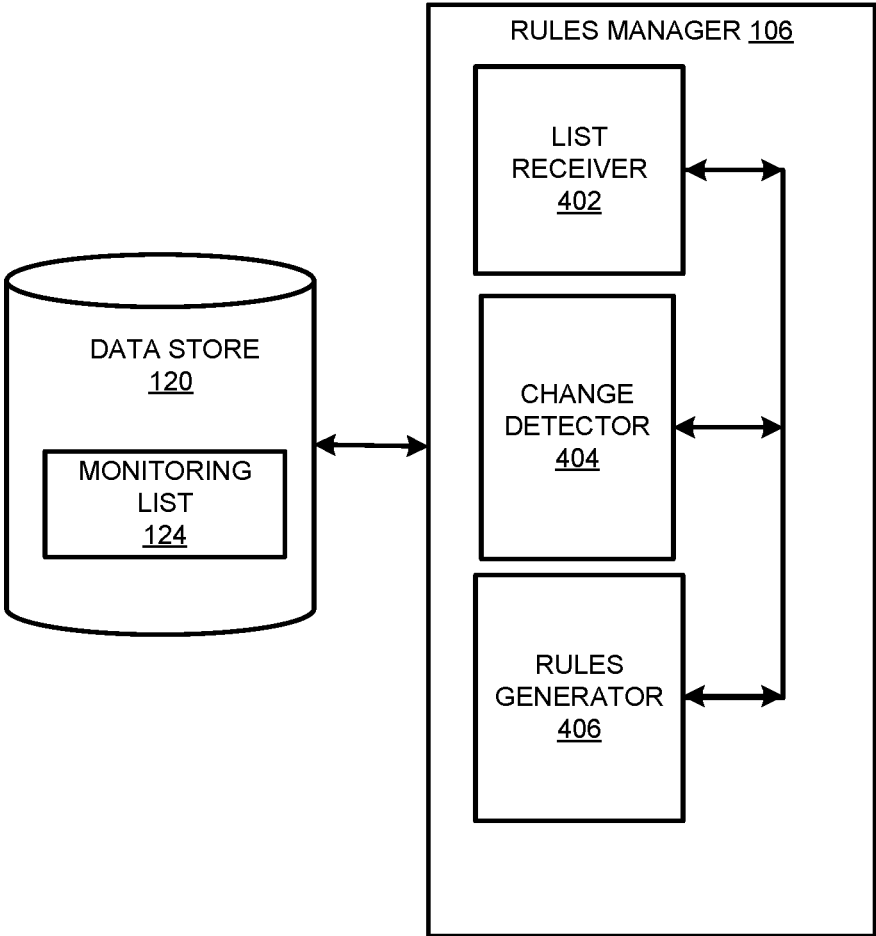 RULES MANAGER 106
LIST
RECEIVER
402
DATA STORE
120
MONITORING
LIST
124
CHANGE
DETECTOR
404
RULES
GENERATOR
406